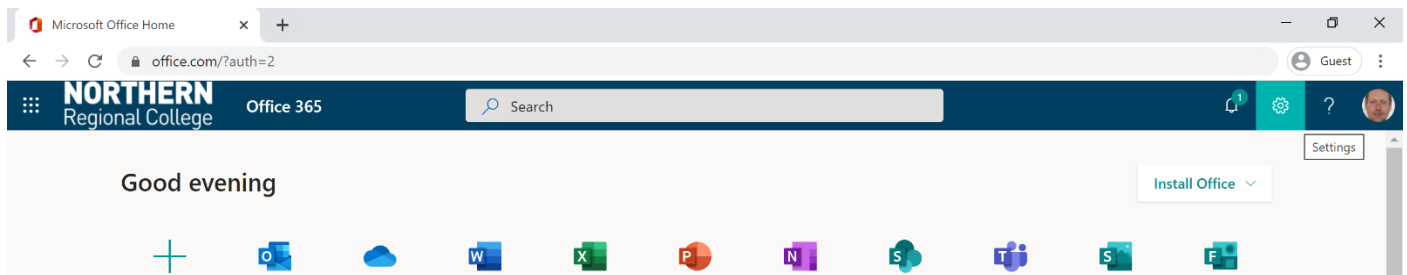 Microsoft Office Home
office.com/?auth=2
Guest
NORTHERN
Regional College
Office 365
Search
1
?
Settings
Good evening
Install Office
O
W
X
P
N
S
T
S
F